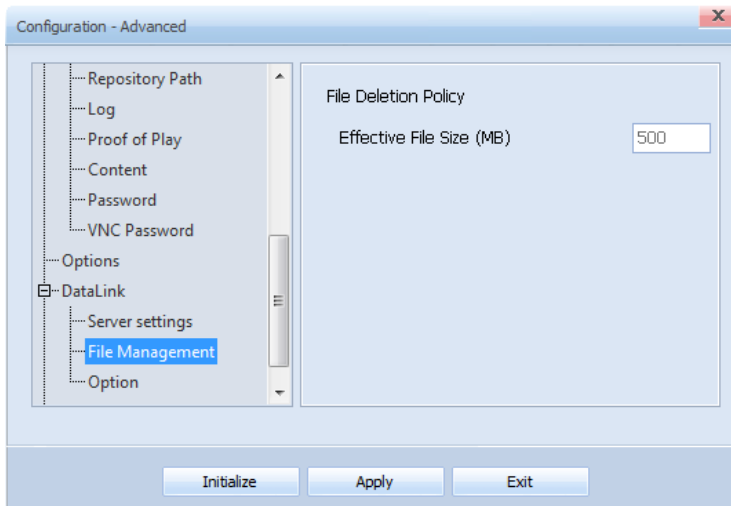 Configuration - Advanced
Repository Path
Log
Proof of Play
Content
Password
VNC Password
Options
DataLink
Server settings
File Management
Option
File Deletion Policy
Effective File Size (MB)
500
Initialize
Apply
Exit